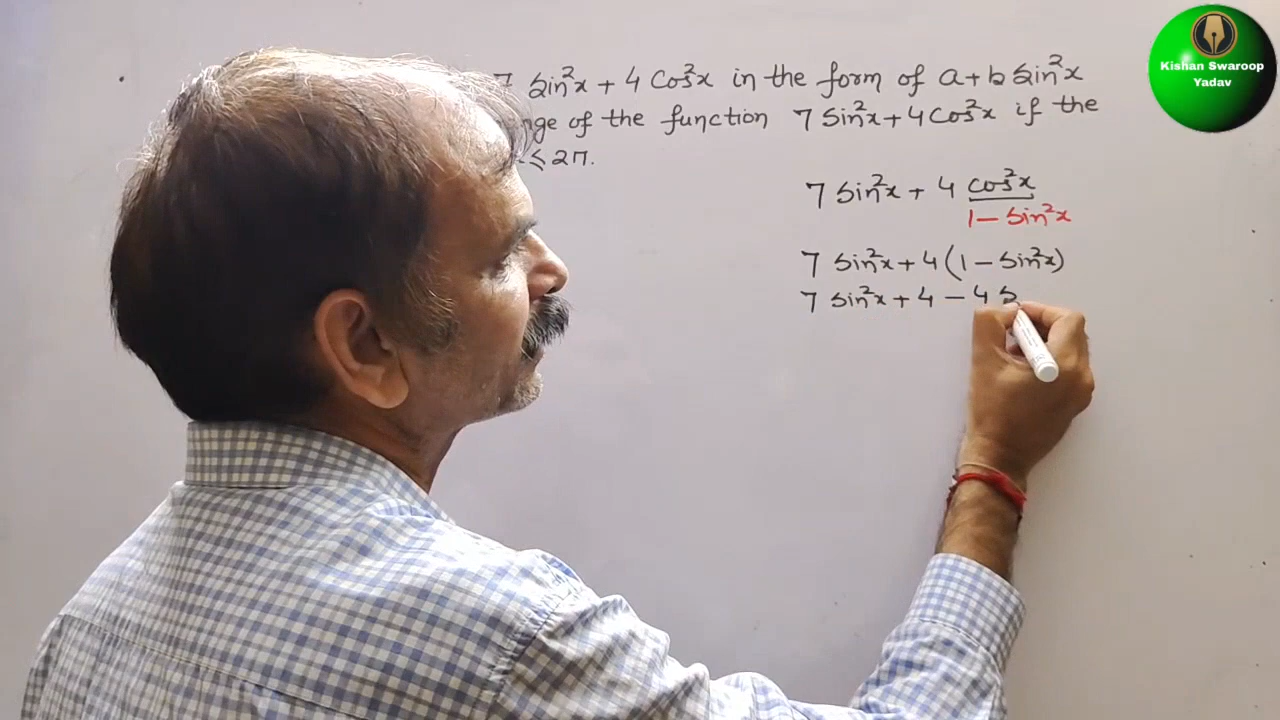 Kishan Swaroop
Yadav
7 Sin²x + 4 Cos²x in the form of a + b Sin²x
nge of the function 7 Sin²x + 4 Cos²x if the
≤ 2π.
7 Sin²x + 4 cos²x
1 - Sin²x
7 Sin²x + 4 (1 - Sin²x)
7 Sin²x + 4 - 4 S